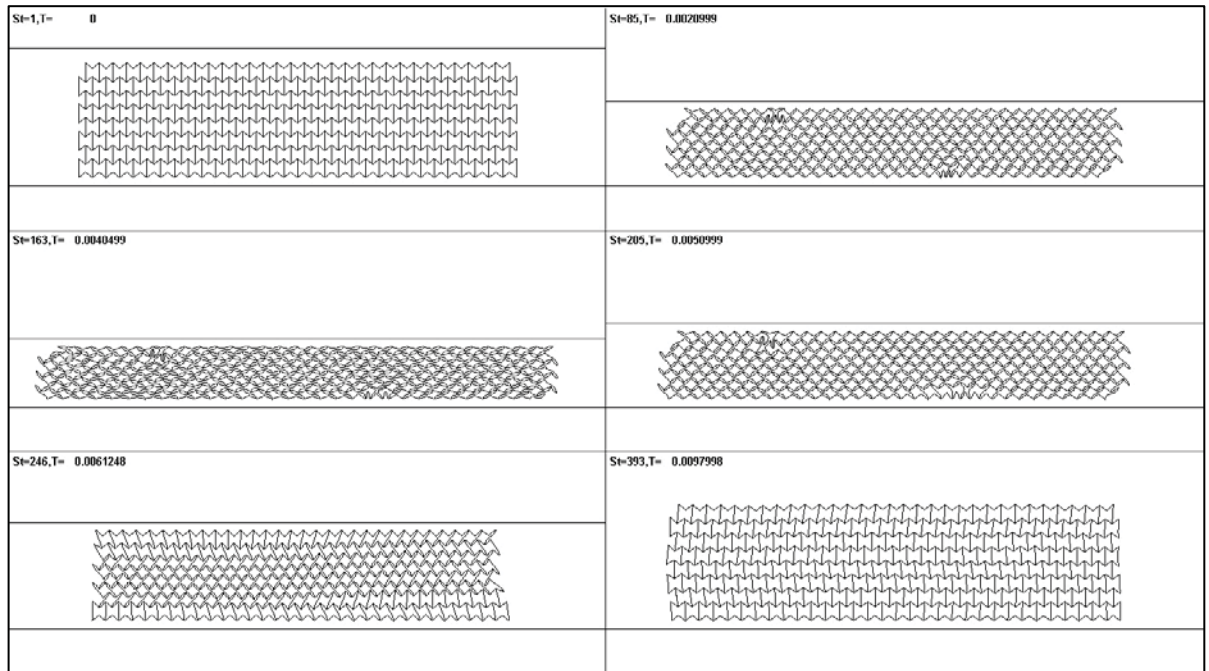 St=1,T= 0
St=85,T= 0.0020999
St=163,T= 0.0040499
St=205,T= 0.0050999
St=246,T= 0.0061248
St=393,T= 0.0097998